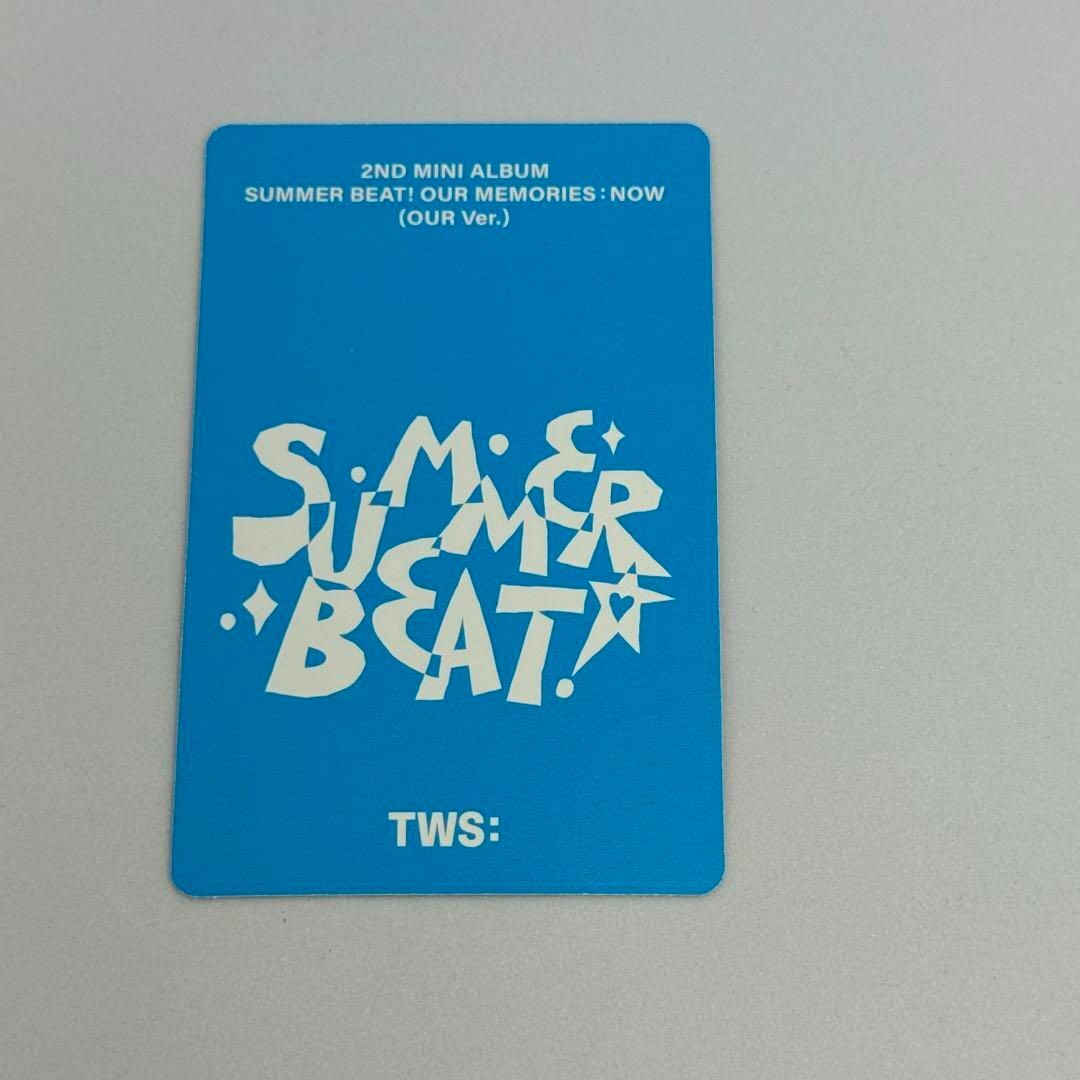 2ND MINI ALBUM
SUMMER BEAT! OUR MEMORIES : NOW
(OUR Ver.)
SUMMER
BEAT!
TWS: